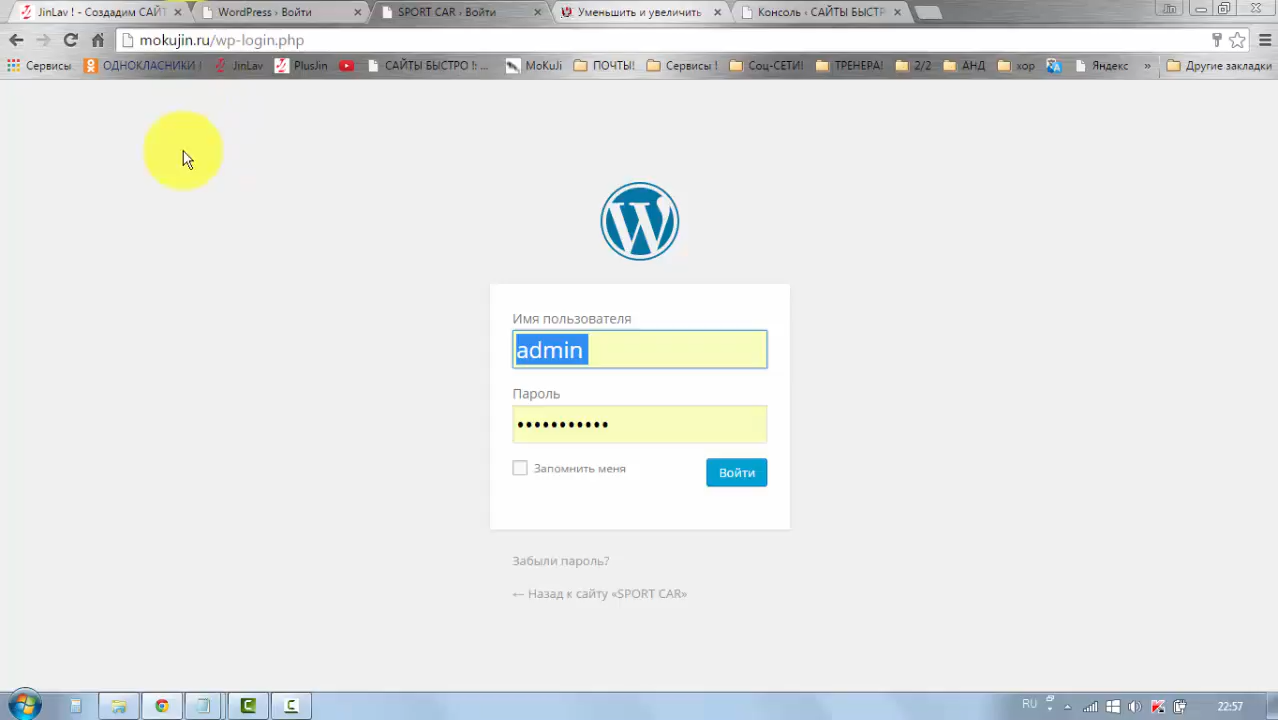 JinLav ! - Создадим САЙТ
WordPress › Войти
SPORT CAR › Войти
Уменьшить и увеличить
Консоль ‹ САЙТЫ БЫСТР
mokujin.ru/wp-login.php
Сервисы
ОДНОКЛАСНИКИ !
JinLav
PlusJin
САЙТЫ БЫСТРО !: ...
MoKuJi
ПОЧТЫ!
Сервисы !
Соц-СЕТИ!
ТРЕНЕРА!
2/2
АНД
хор
Яндекс
»
Другие закладки
W
Имя пользователя
admin
Пароль
•••••••••••
Запомнить меня
Войти
Забыли пароль?
← Назад к сайту «SPORT CAR»
RU
22:57